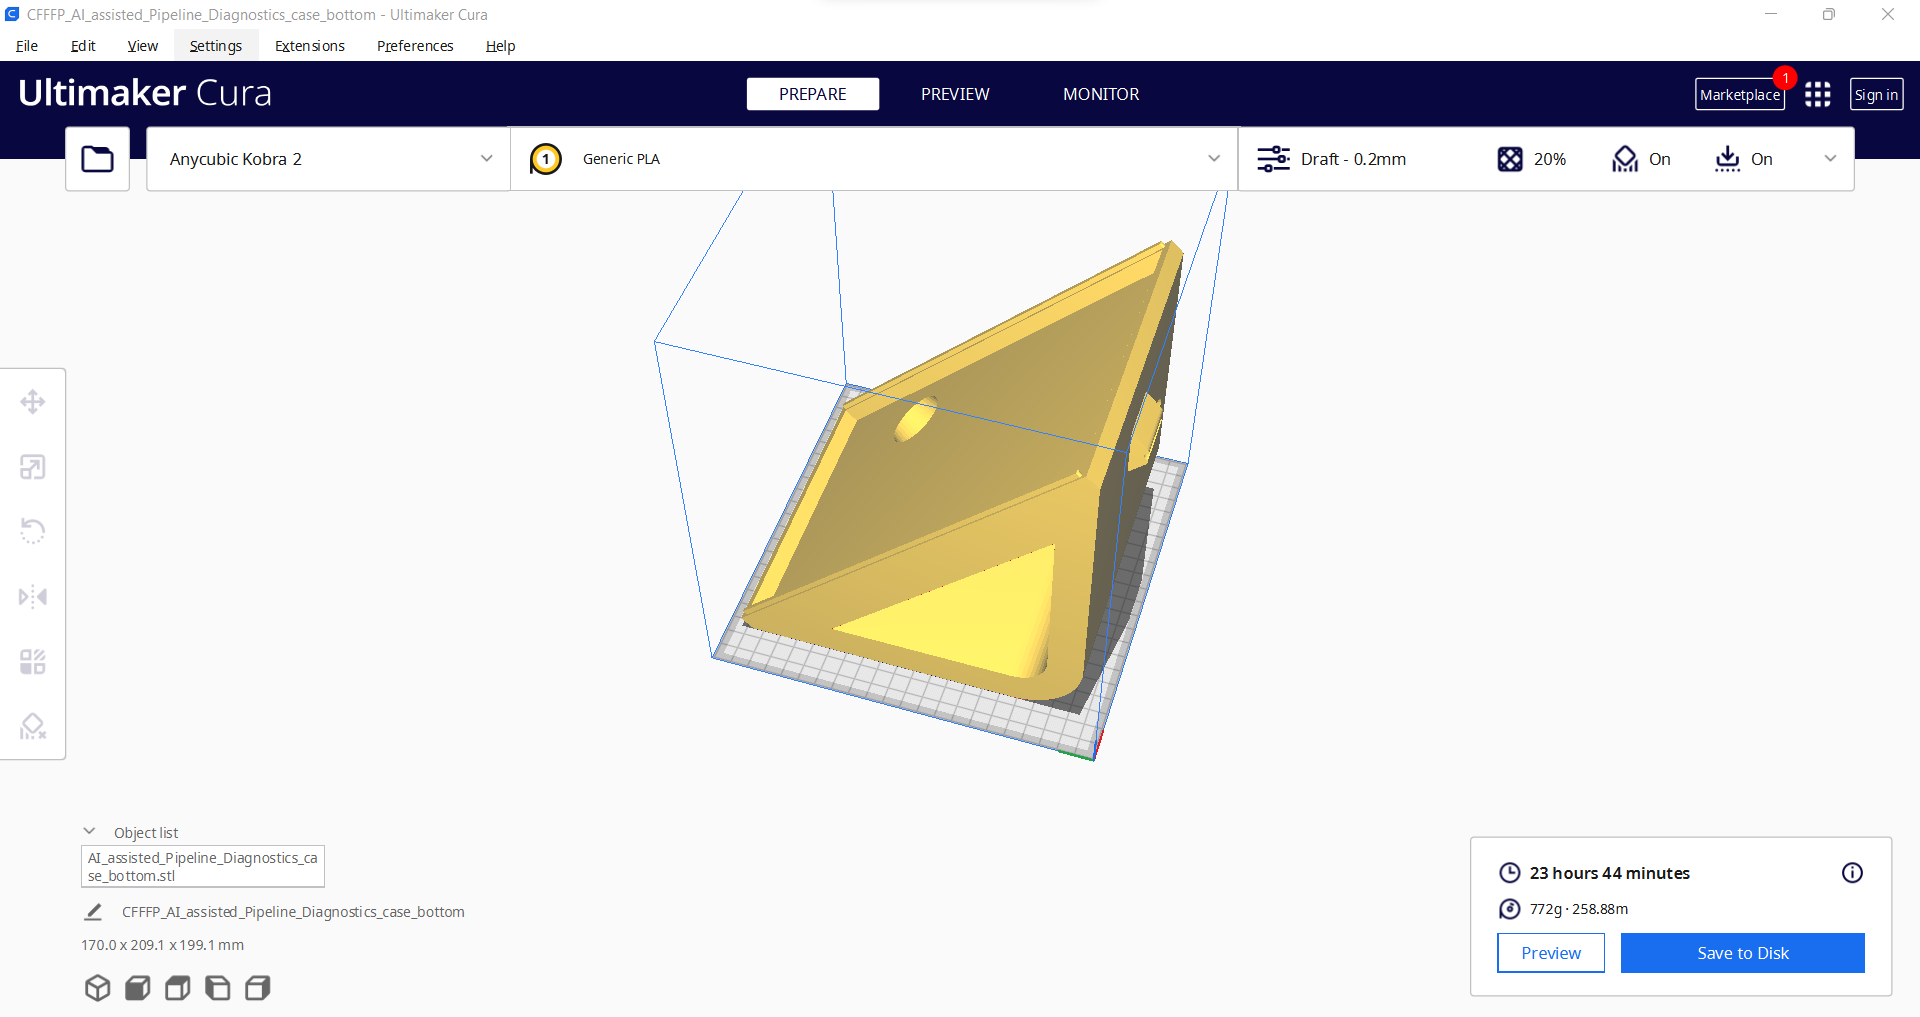 CFFFP_AI_assisted_Pipeline_Diagnostics_case_bottom - Ultimaker Cura
File Edit View Settings Extensions Preferences Help
Ultimaker Cura
PREPARE PREVIEW MONITOR
Marketplace 1 Sign in
Anycubic Kobra 2
1 Generic PLA
Draft - 0.2mm 20% On On
Object list
AI_assisted_Pipeline_Diagnostics_ca
se_bottom.stl
CFFFP_AI_assisted_Pipeline_Diagnostics_case_bottom
170.0 x 209.1 x 199.1 mm
23 hours 44 minutes
772g · 258.88m
Preview Save to Disk